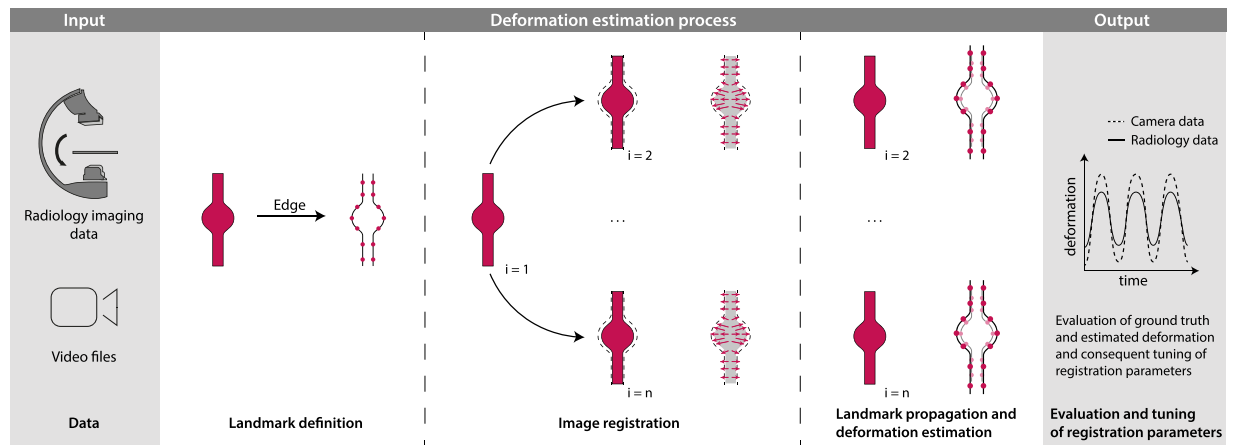 Input
Deformation estimation process
Output
Radiology imaging
data
Video files
Data
Edge
Landmark definition
i = 1
i = 2
...
i = n
Image registration
i = 2
...
i = n
Landmark propagation and
deformation estimation
Camera data
Radiology data
deformation
time
Evaluation of ground truth
and estimated deformation
and consequent tuning of
registration parameters
Evaluation and tuning
of registration parameters